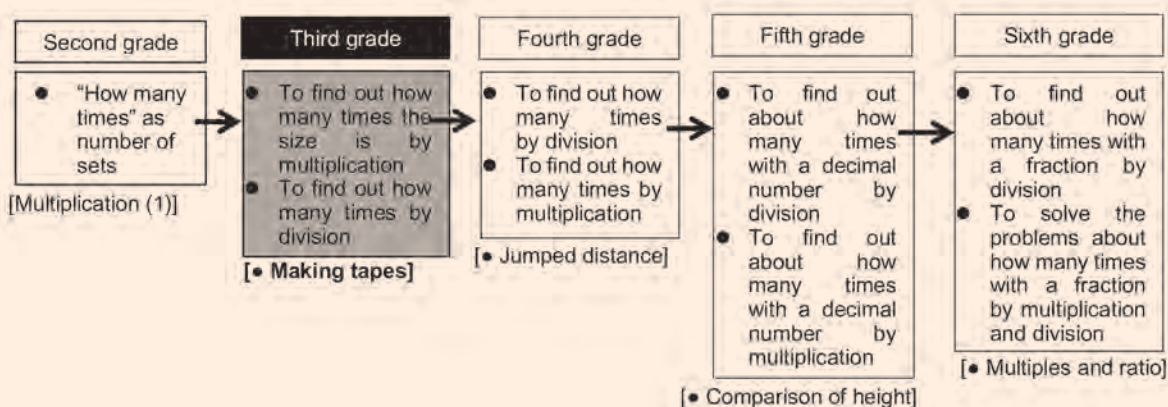 Second grade
"How many
times" as
number of
sets
[Multiplication (1)]
Third grade
● To find out how
many times the
size is by
multiplication
● To find out how
many times by
division
[● Making tapes]
Fourth grade
● To find out how
many times
by division
● To find out how
many times by
multiplication
[● Jumped distance]
Fifth grade
● To find out
about how
many times
with a decimal
number by
division
● To find out
about how
many times
with a decimal
number by
multiplication
[● Comparison of height]
Sixth grade
● To find out
about how
many times with
a fraction by
division
● To solve the
problems about
how many times
with a fraction
by multiplication
and division
[● Multiples and ratio]